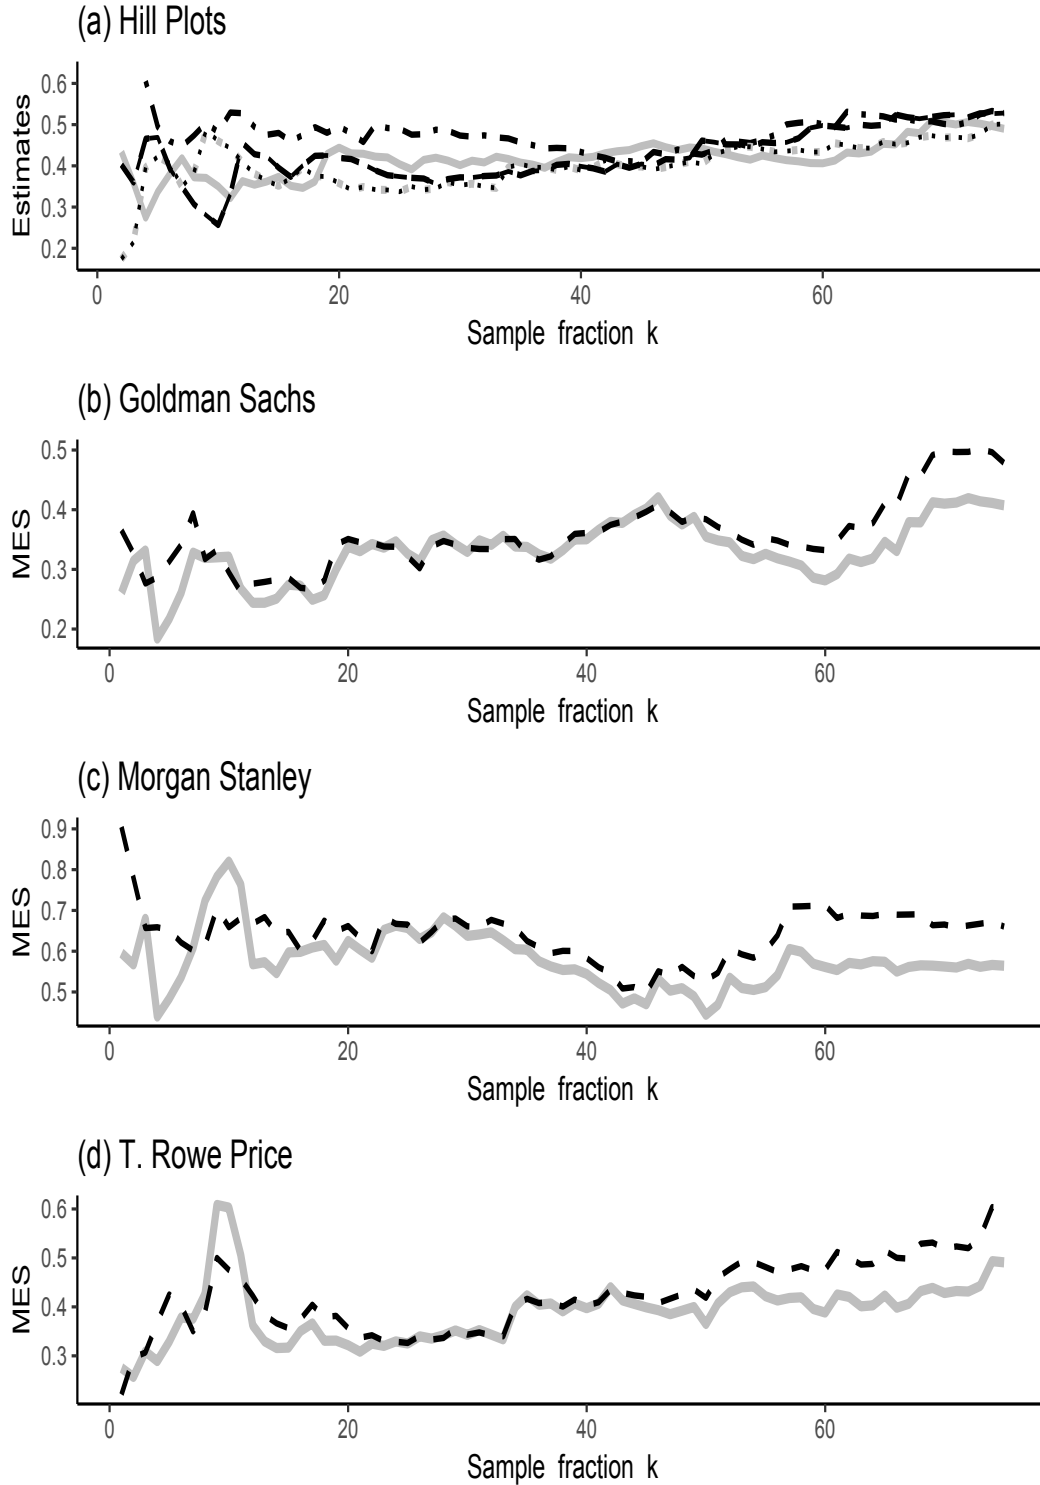 (a) Hill Plots
Estimates
0.6
0.5
0.4
0.3
0.2
0 20 40 60
Sample fraction k
(b) Goldman Sachs
MES
0.5
0.4
0.3
0.2
0 20 40 60
Sample fraction k
(c) Morgan Stanley
MES
0.9
0.8
0.7
0.6
0.5
0 20 40 60
Sample fraction k
(d) T. Rowe Price
MES
0.6
0.5
0.4
0.3
0 20 40 60
Sample fraction k